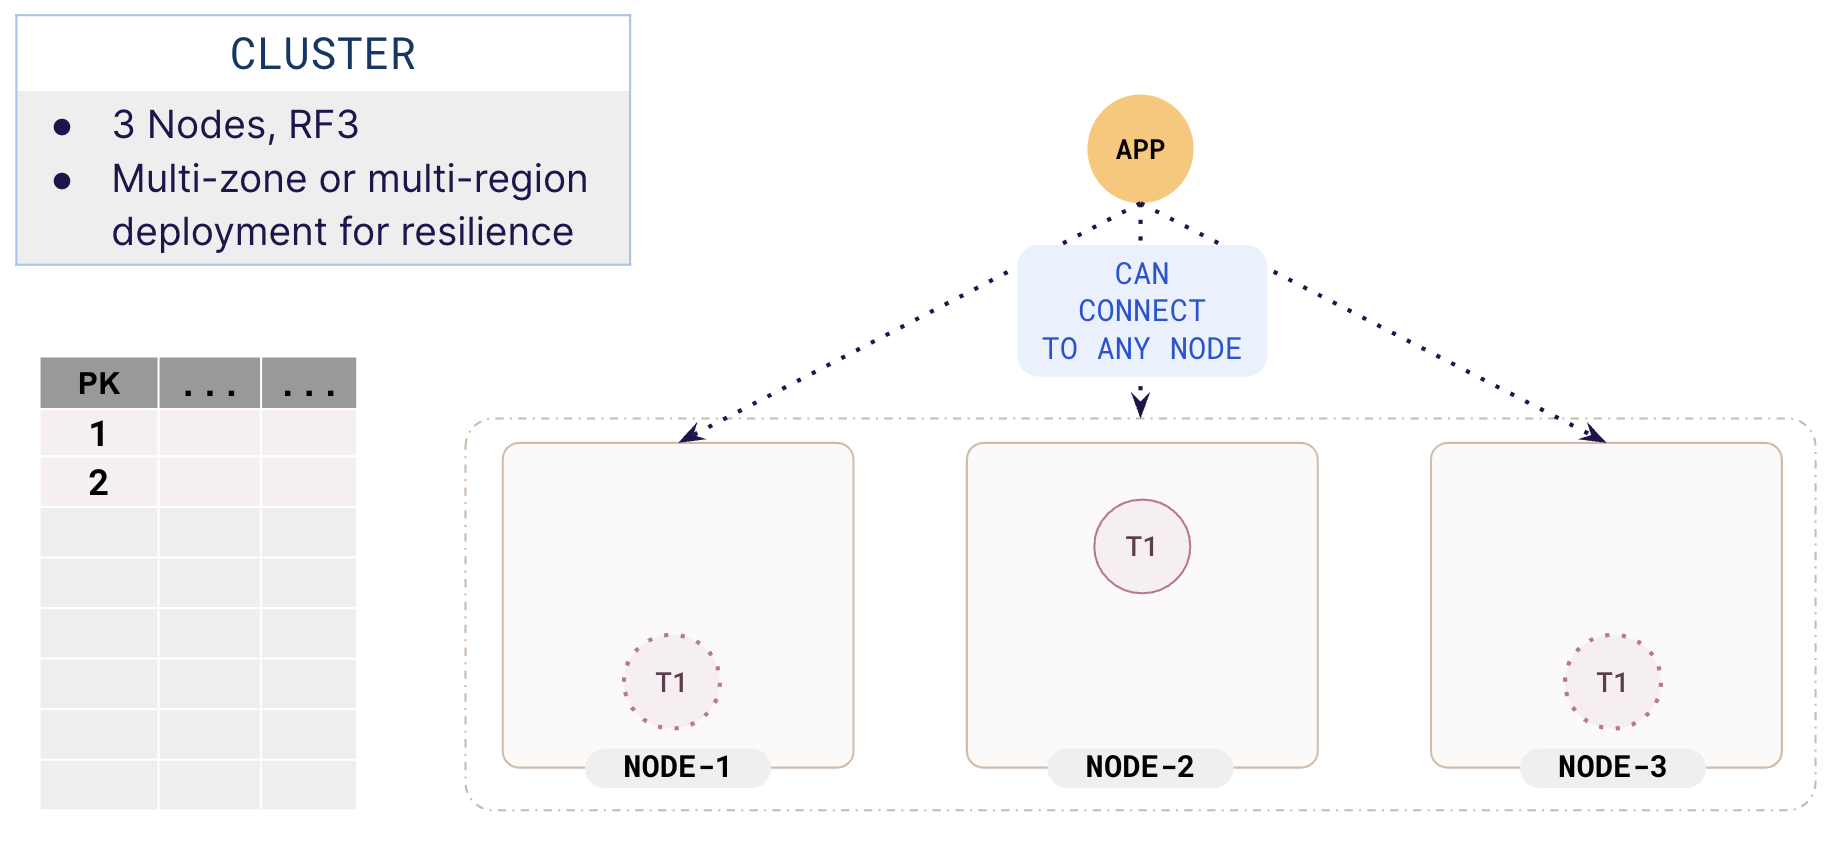 CLUSTER
● 3 Nodes, RF3
● Multi-zone or multi-region
deployment for resilience
APP
CAN
CONNECT
TO ANY NODE
PK ... ...
1
2
T1
T1
T1
NODE-1
NODE-2
NODE-3